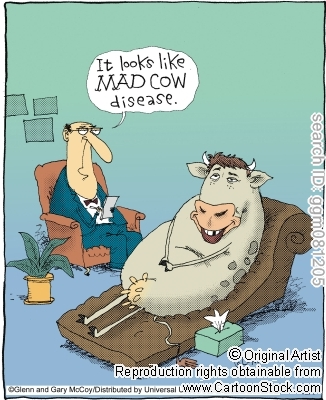 It looks like
MAD COW
disease.
search ID: ggm081205
© Original Artist
Reproduction rights obtainable from
www.CartoonStock.com
©Glenn and Gary McCoy/Distributed by Universal